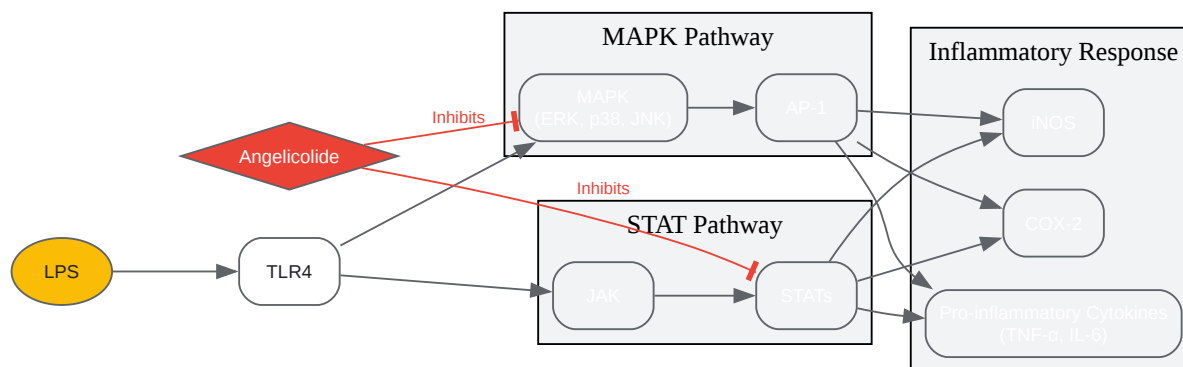 MAPK Pathway
MAPK
(ERK, p38, JNK)
AP-1
Inflammatory Response
iNOS
COX-2
Pro-inflammatory Cytokines
(TNF-α, IL-6)
Inhibits
Angelicolide
Inhibits
STAT Pathway
JAK
STATs
LPS
TLR4